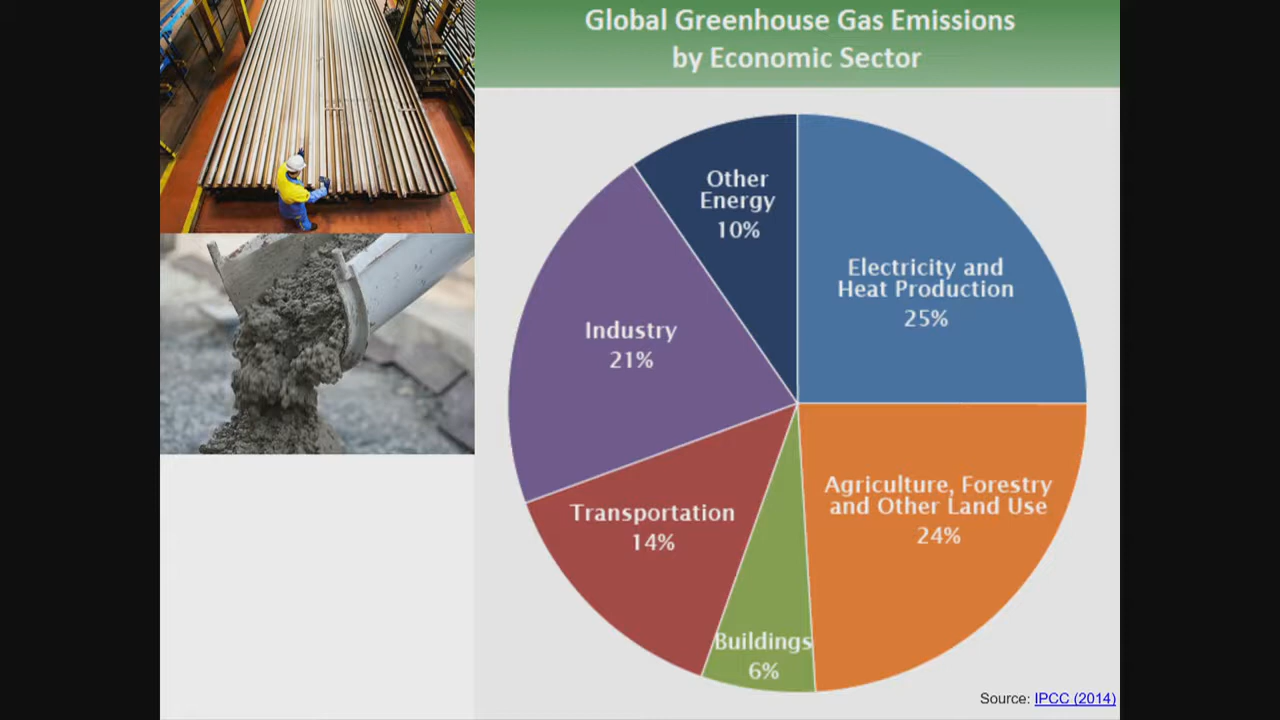 Global Greenhouse Gas Emissions
by Economic Sector
Other
Energy
10%
Electricity and
Heat Production
25%
Industry
21%
Agriculture, Forestry
and Other Land Use
24%
Transportation
14%
Buildings
6%
Source: IPCC (2014)